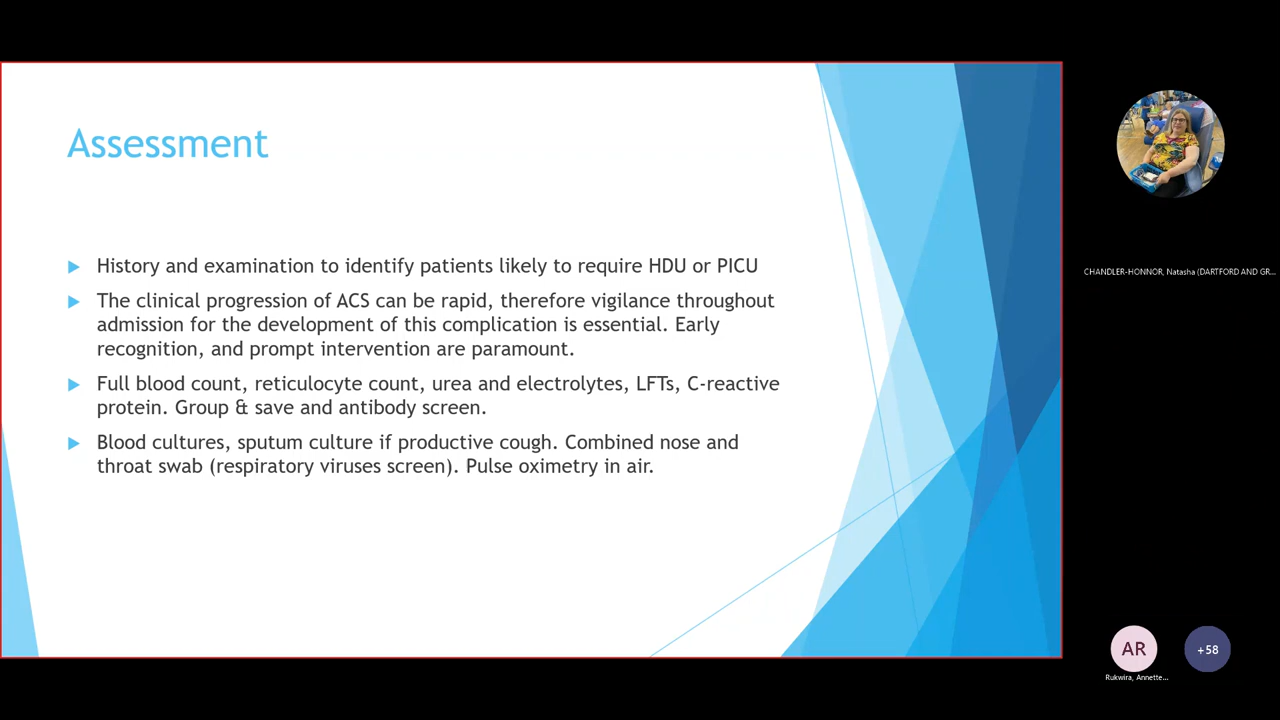 Assessment
History and examination to identify patients likely to require HDU or PICU
The clinical progression of ACS can be rapid, therefore vigilance throughout
admission for the development of this complication is essential. Early
recognition, and prompt intervention are paramount.
Full blood count, reticulocyte count, urea and electrolytes, LFTs, C-reactive
protein. Group & save and antibody screen.
Blood cultures, sputum culture if productive cough. Combined nose and
throat swab (respiratory viruses screen). Pulse oximetry in air.
CHANDLER-HONNOR, Natasha (DARTFORD AND GR...
AR
+58
Rukwira, Annette...